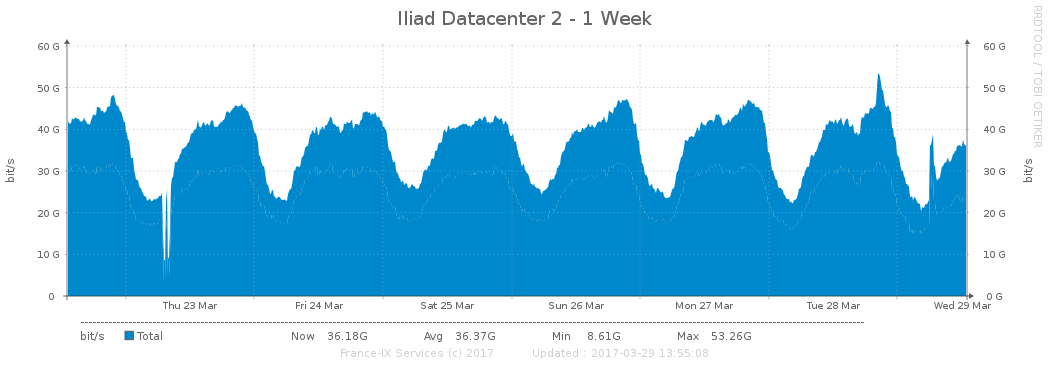 Iliad Datacenter 2 - 1 Week
RRDTOOL / TOBI OETIKER
bit/s
60 G
50 G
40 G
30 G
20 G
10 G
0
60 G
50 G
40 G
30 G
20 G
10 G
0 G
bit/s
Thu 23 Mar Fri 24 Mar Sat 25 Mar Sun 26 Mar Mon 27 Mar Tue 28 Mar Wed 29 Mar
bit/s Total Now 36.18G Avg 36.37G Min 8.61G Max 53.26G
France-IX Services (c) 2017 Updated : 2017-03-29 13:55:08